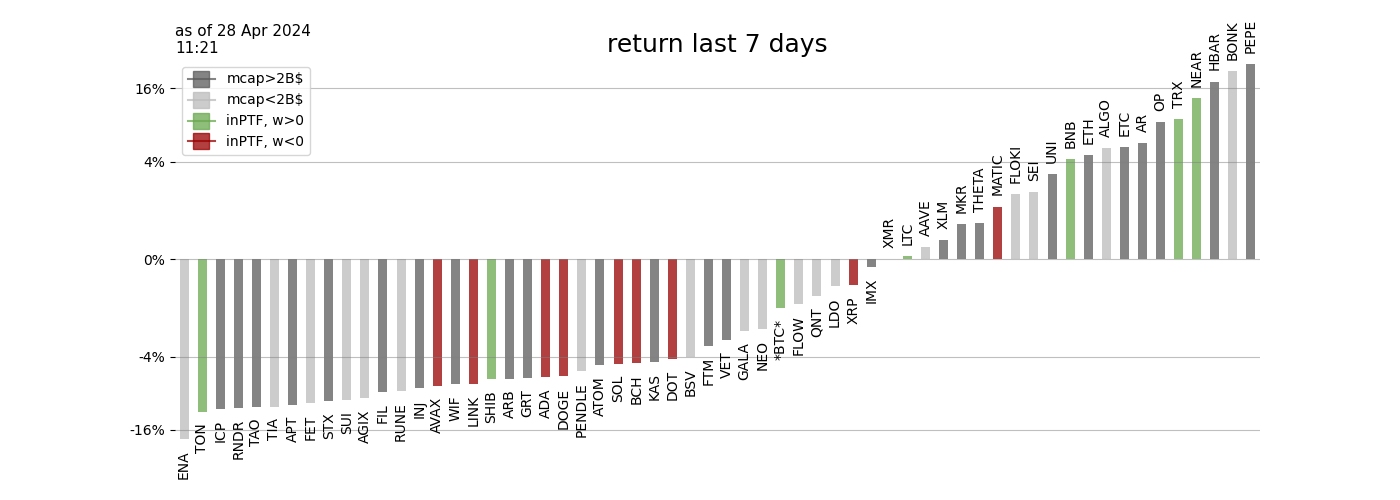 as of 28 Apr 2024
11:21
return last 7 days
mcap>2B$
mcap<2B$
inPTF, w>0
inPTF, w<0
16%
4%
0%
-4%
-16%
ENA
TON
ICP
RNDR
TAO
TIA
APT
FET
STX
SUI
AGIX
FIL
RUNE
INJ
AVAX
WIF
LINK
SHIB
ARB
GRT
ADA
DOGE
PENDLE
ATOM
SOL
BCH
KAS
DOT
BSV
FTM
VET
GALA
NEO
*BTC*
FLOW
QNT
LDO
XRP
IMX
XMR
LTC
AAVE
XLM
MKR
THETA
MATIC
FLOKI
SEI
UNI
BNB
ETH
ALGO
ETC
AR
OP
TRX
NEAR
HBAR
BONK
PEPE